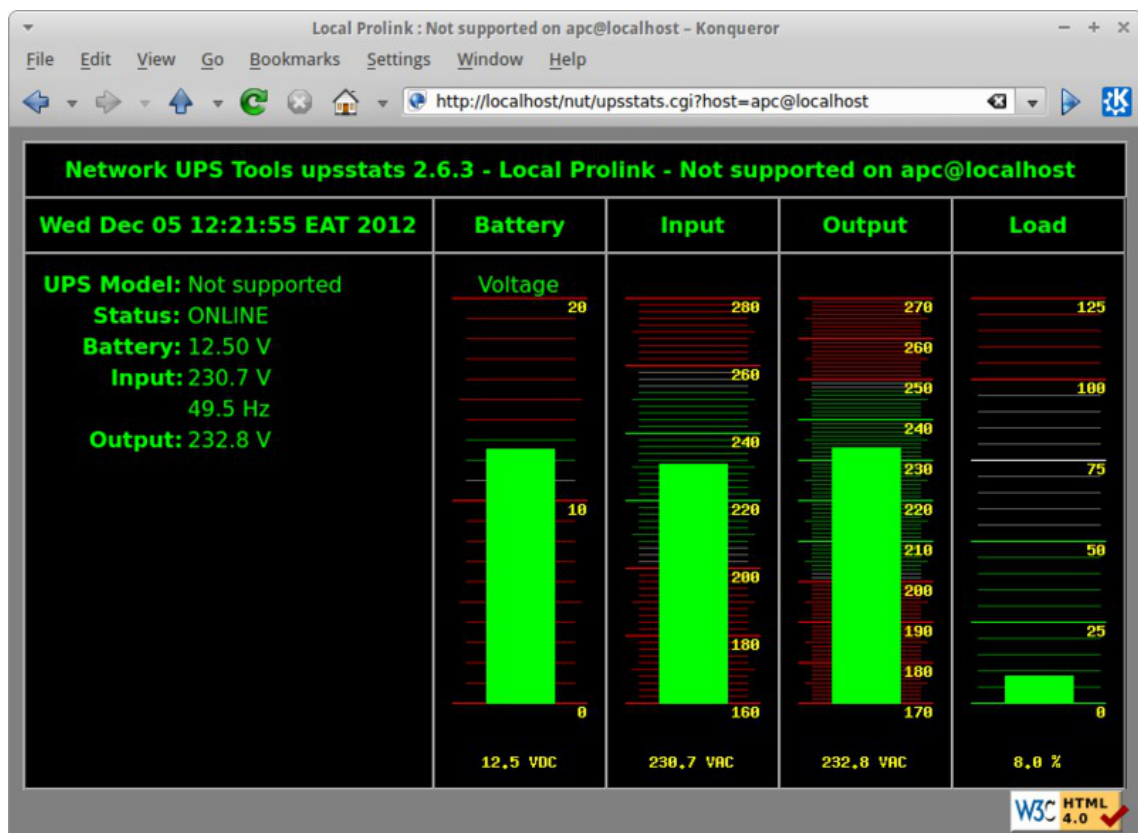 Local Prolink : Not supported on apc@localhost – Konqueror
File Edit View Go Bookmarks Settings Window Help
http://localhost/nut/upsstats.cgi?host=apc@localhost
Network UPS Tools upsstats 2.6.3 - Local Prolink - Not supported on apc@localhost
Wed Dec 05 12:21:55 EAT 2012 Battery Input Output Load
UPS Model: Not supported
Status: ONLINE
Battery: 12.50 V
Input: 230.7 V
49.5 Hz
Output: 232.8 V
Voltage
20
10
0
12.5 VDC
280
260
240
220
200
180
160
230.7 VAC
270
260
250
240
230
220
210
200
190
180
170
232.8 VAC
125
100
75
50
25
0
8.0 %
W3C HTML 4.0